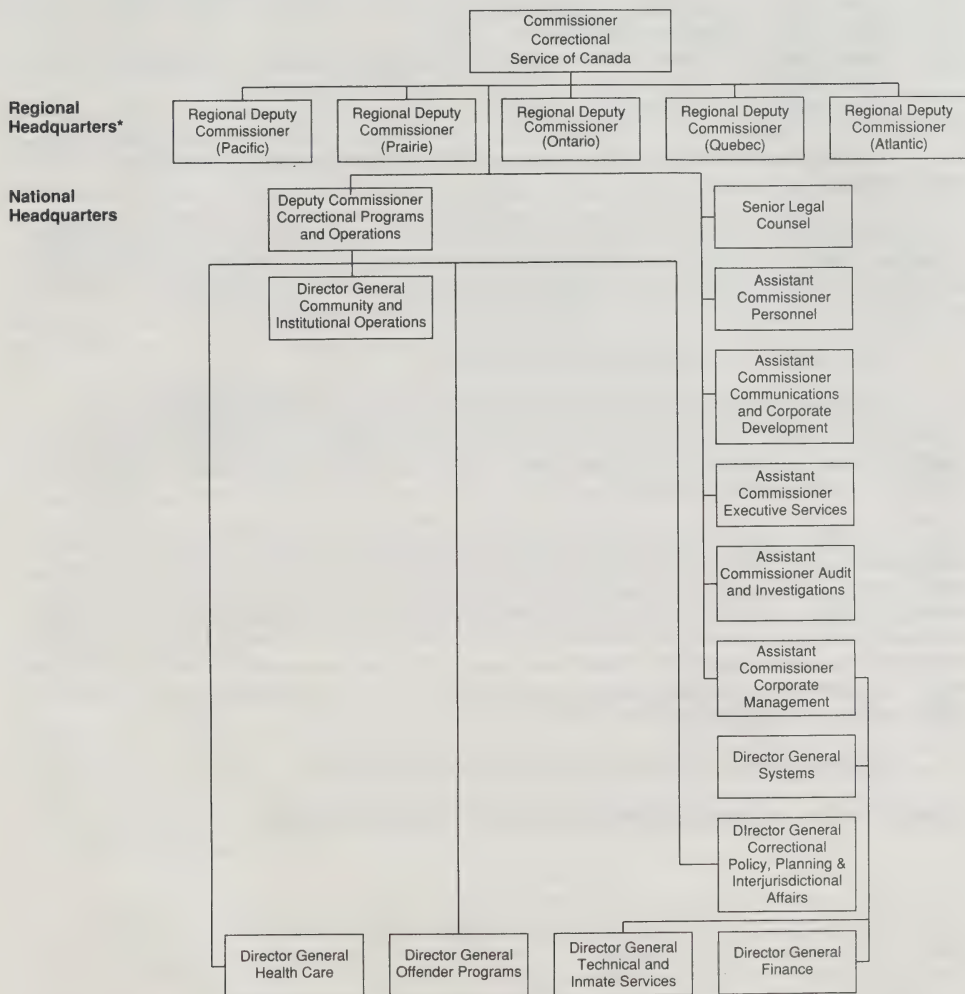 Commissioner
Correctional
Service of Canada
Regional
Headquarters*
Regional Deputy
Commissioner
(Pacific)
Regional Deputy
Commissioner
(Prairie)
Regional Deputy
Commissioner
(Ontario)
Regional Deputy
Commissioner
(Quebec)
Regional Deputy
Commissioner
(Atlantic)
National
Headquarters
Deputy Commissioner
Correctional Programs
and Operations
Director General
Community and
Institutional Operations
Senior Legal
Counsel
Assistant
Commissioner
Personnel
Assistant
Commissioner
Communications
and Corporate
Development
Assistant
Commissioner
Executive Services
Assistant
Commissioner Audit
and Investigations
Assistant
Commissioner
Corporate
Management
Director General
Systems
DIrector General
Correctional
Policy, Planning &
Interjurisdictional
Affairs
Director General
Health Care
Director General
Offender Programs
Director General
Technical and
Inmate Services
Director General
Finance